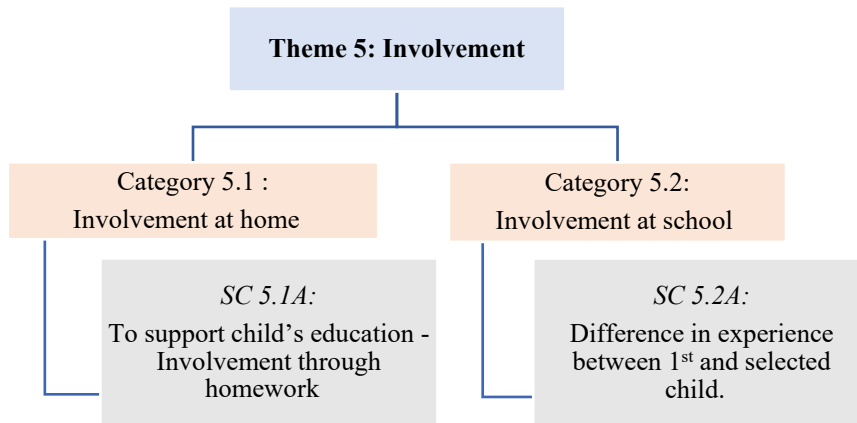 Theme 5: Involvement
Category 5.1 :
Involvement at home
Category 5.2:
Involvement at school
SC 5.1A:
To support child’s education -
Involvement through
homework
SC 5.2A:
Difference in experience
between 1st and selected
child.